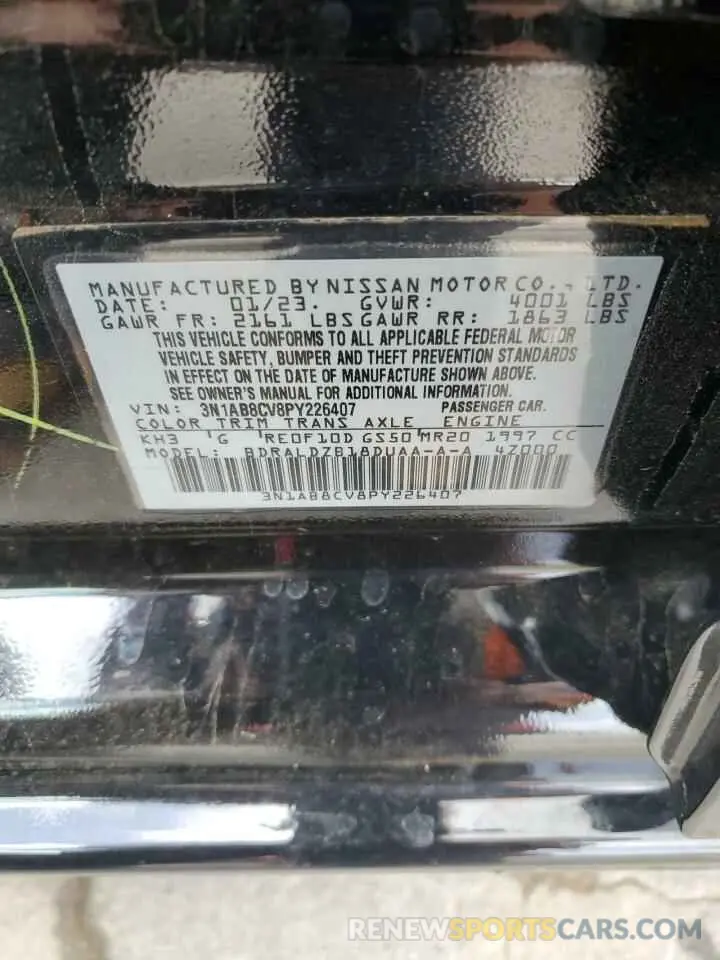 MANUFACTURED BY NISSAN MOTOR CO., LTD.
DATE: 01/23. GVWR: 4001 LBS
GAWR FR: 2161 LBS GAWR RR: 1863 LBS
THIS VEHICLE CONFORMS TO ALL APPLICABLE FEDERAL MOTOR
VEHICLE SAFETY, BUMPER AND THEFT PREVENTION STANDARDS
IN EFFECT ON THE DATE OF MANUFACTURE SHOWN ABOVE.
SEE OWNER'S MANUAL FOR ADDITIONAL INFORMATION.
VIN: 3N1AB8CV8PY226407 PASSENGER CAR.
COLOR TRIM TRANS AXLE ENGINE
KH3 'G 'RE0F10D GS50'MR20 1997 CC
MODEL: BDRALDZB18DUAA-A-A 4Z000
3N1AB8CV8PY226407
RENEWSPORTSCARS.COM